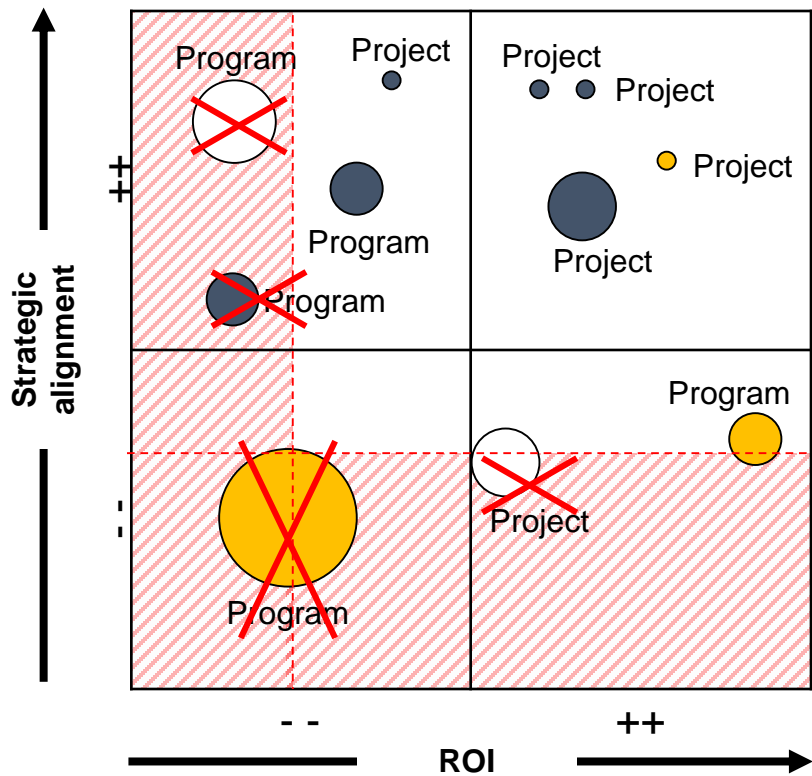 Project
Program
Project
Project
Project
++
Program
Project
Program
Strategic
alignment
Program
- -
Project
Program
- -
++
ROI